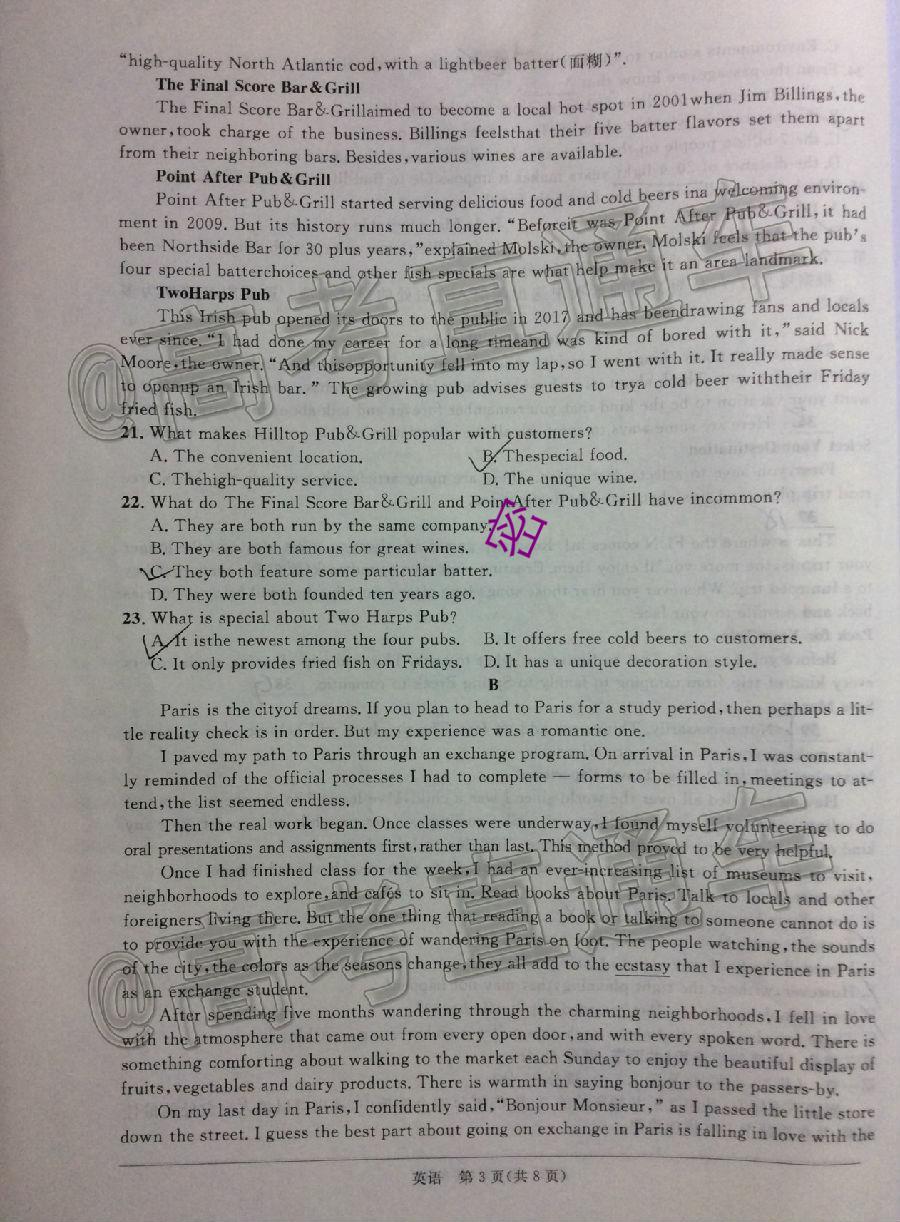 “high-quality North Atlantic cod, with a lightbeer batter(面糊)”.
The Final Score Bar&Grill
The Final Score Bar&Grillaimed to become a local hot spot in 2001when Jim Billings, the
owner, took charge of the business. Billings feelsthat their five batter flavors set them apart
from their neighboring bars. Besides, various wines are available.
Point After Pub&Grill
Point After Pub&Grill started serving delicious food and cold beers ina welcoming environ-
ment in 2009. But its history runs much longer. “Beforeit was Point After Pub&Grill, it had
been Northside Bar for 30 plus years,”explained Molski, the owner. Molski feels that the pub's
four special batterchoices and other fish specials are what help make it an area landmark.
TwoHarps Pub
This Irish pub opened its doors to the public in 2017 and has beendrawing fans and locals
ever since. “I had done my career for a long timeand was kind of bored with it,” said Nick
Moore, the owner. “And thisopportunity fell into my lap, so I went with it. It really made sense
to openup an Irish bar.” The growing pub advises guests to trya cold beer withtheir Friday
fried fish.
21. What makes Hilltop Pub&Grill popular with customers?
A. The convenient location. B. Thespecial food.
C. Thehigh-quality service. D. The unique wine.
22. What do The Final Score Bar&Grill and Point After Pub&Grill have incommon?
A. They are both run by the same company.
B. They are both famous for great wines.
C. They both feature some particular batter.
D. They were both founded ten years ago.
密
23. What is special about Two Harps Pub?
A. It isthe newest among the four pubs. B. It offers free cold beers to customers.
C. It only provides fried fish on Fridays. D. It has a unique decoration style.
B
Paris is the cityof dreams. If you plan to head to Paris for a study period, then perhaps a lit-
tle reality check is in order. But my experience was a romantic one.
I paved my path to Paris through an exchange program. On arrival in Paris, I was constant-
ly reminded of the official processes I had to complete — forms to be filled in, meetings to at-
tend, the list seemed endless.
Then the real work began. Once classes were underway, I found myself volunteering to do
oral presentations and assignments first, rather than last. This method proved to be very helpful.
Once I had finished class for the week, I had an ever-increasing list of museums to visit,
neighborhoods to explore, and cafés to sit in. Read books about Paris. Talk to locals and other
foreigners living there. But the one thing that reading a book or talking to someone cannot do is
to provide you with the experience of wandering Paris on foot. The people watching, the sounds
of the city, the colors as the seasons change, they all add to the ecstasy that I experience in Paris
as an exchange student.
After spending five months wandering through the charming neighborhoods, I fell in love
with the atmosphere that came out from every open door, and with every spoken word. There is
something comforting about walking to the market each Sunday to enjoy the beautiful display of
fruits, vegetables and dairy products. There is warmth in saying bonjour to the passers-by.
On my last day in Paris, I confidently said, “Bonjour Monsieur,” as I passed the little store
down the street. I guess the best part about going on exchange in Paris is falling in love with the
英语 第3页(共8页)
@高考直通车
@高考直通车